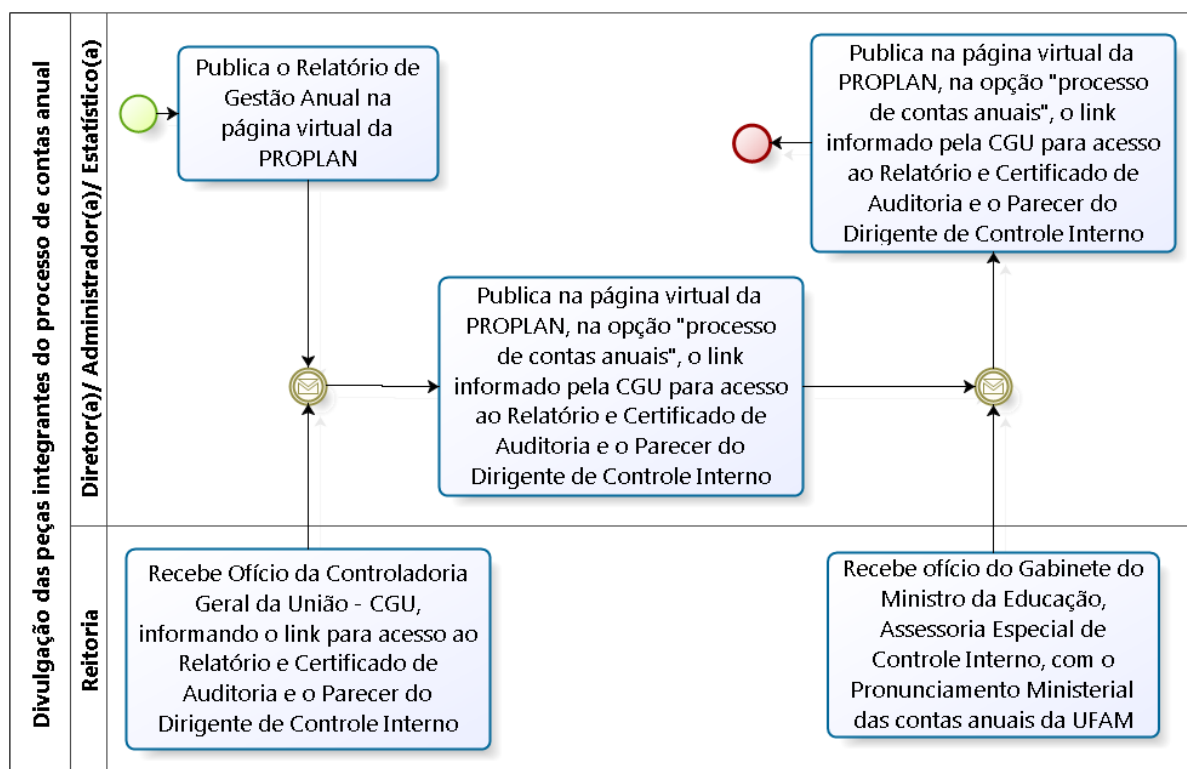 Divulgação das peças integrantes do processo de contas anual
Diretor(a)/ Administrador(a)/ Estatístico(a)
Publica o Relatório de
Gestão Anual na
página virtual da
PROPLAN
Publica na página virtual da
PROPLAN, na opção "processo
de contas anuais", o link
informado pela CGU para acesso
ao Relatório e Certificado de
Auditoria e o Parecer do
Dirigente de Controle Interno
Publica na página virtual da
PROPLAN, na opção "processo
de contas anuais", o link
informado pela CGU para acesso
ao Relatório e Certificado de
Auditoria e o Parecer do
Dirigente de Controle Interno
Reitoria
Recebe Ofício da Controladoria
Geral da União - CGU,
informando o link para acesso ao
Relatório e Certificado de
Auditoria e o Parecer do
Dirigente de Controle Interno
Recebe ofício do Gabinete do
Ministro da Educação,
Assessoria Especial de
Controle Interno, com o
Pronunciamento Ministerial
das contas anuais da UFAM